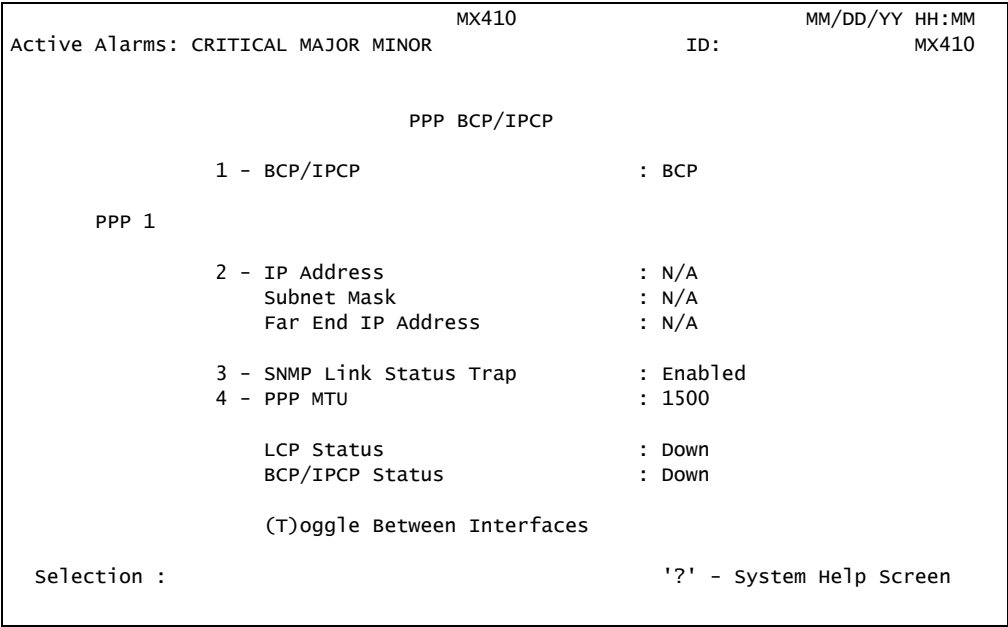 MX410 MM/DD/YY HH:MM
Active Alarms: CRITICAL MAJOR MINOR ID: MX410
PPP BCP/IPCP
1 – BCP/IPCP : BCP
PPP 1
2 – IP Address : N/A
Subnet Mask : N/A
Far End IP Address : N/A
3 – SNMP Link Status Trap : Enabled
4 – PPP MTU : 1500
LCP Status : Down
BCP/IPCP Status : Down
(T)oggle Between Interfaces
Selection : '?' – System Help Screen